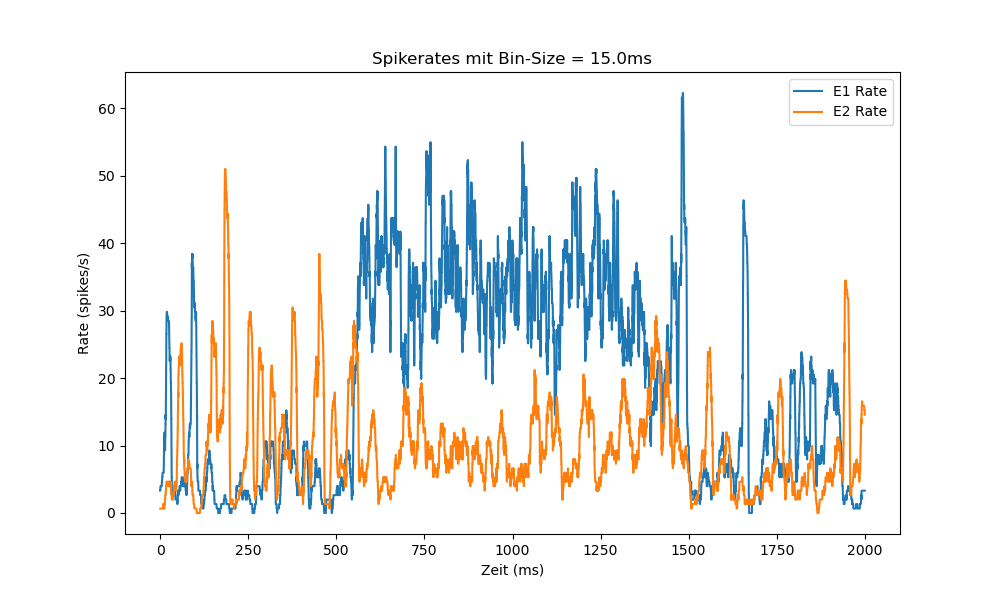 Spikerates mit Bin-Size = 15.0ms
E1 Rate
E2 Rate
Rate (spikes/s)
60
50
40
30
20
10
0
0 250 500 750 1000 1250 1500 1750 2000
Zeit (ms)